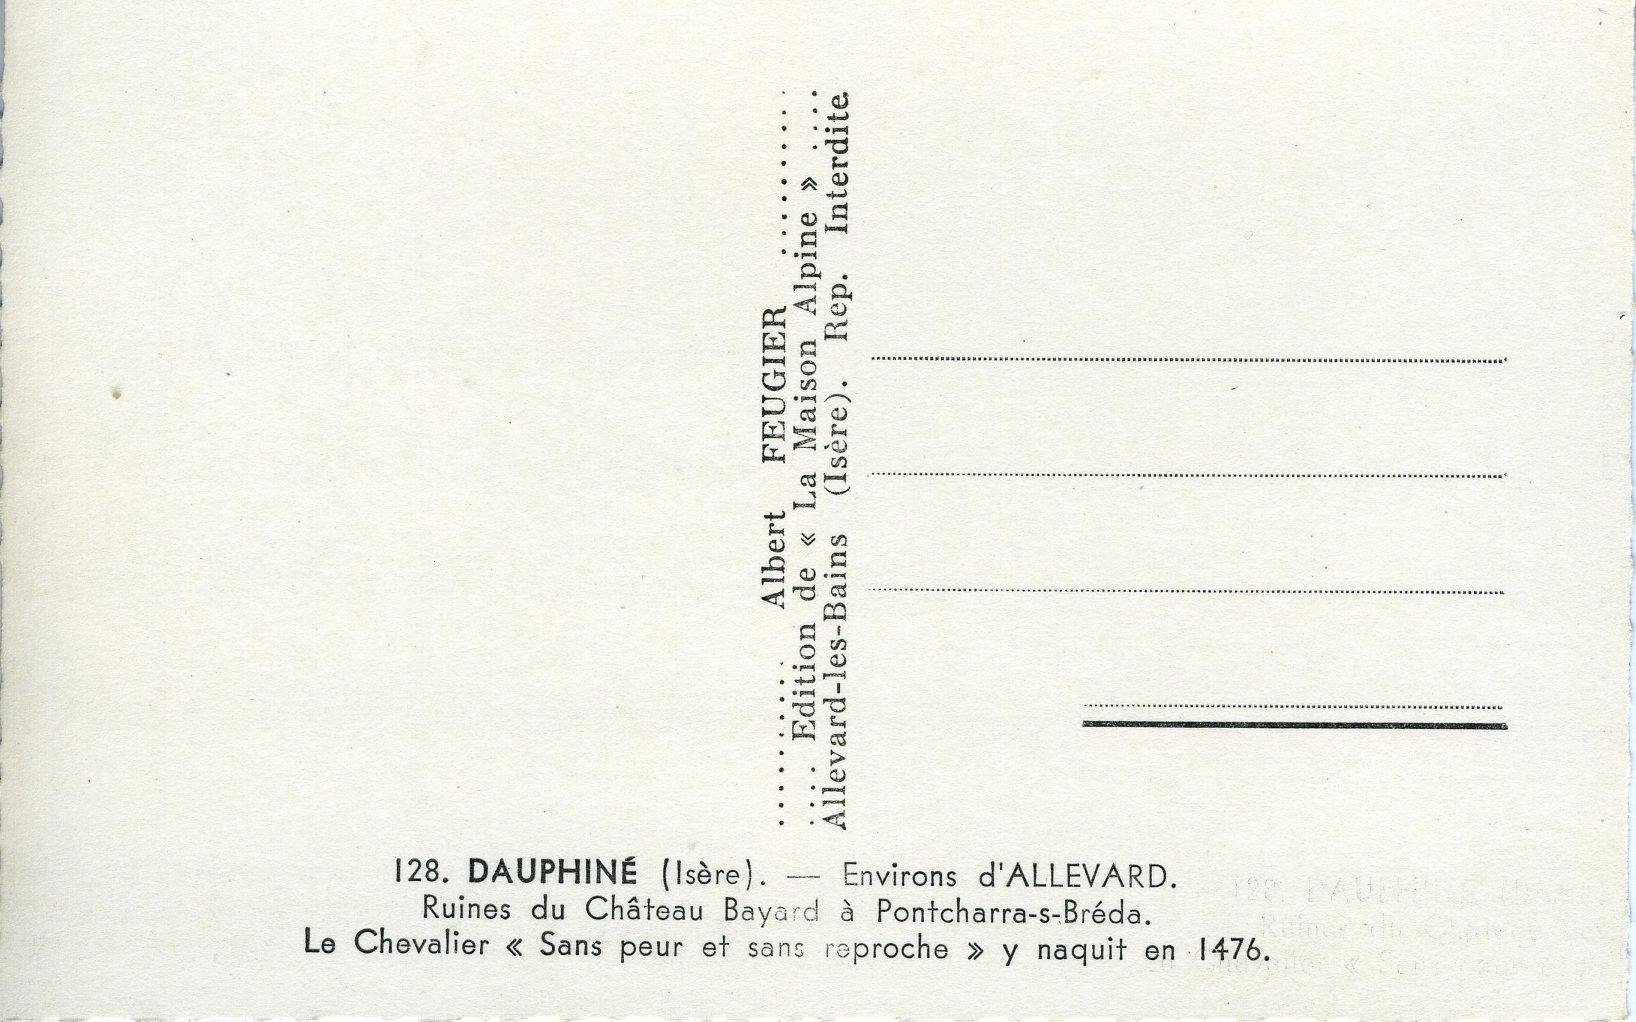 Albert FEUGIER
Edition de « La Maison Alpine »
Allevard-les-Bains (Isère). Rep. Interdite.
128. DAUPHINÉ (Isère). — Environs d'ALLEVARD.
Ruines du Château Bayard à Pontcharra-s-Bréda.
Le Chevalier « Sans peur et sans reproche » y naquit en 1476.